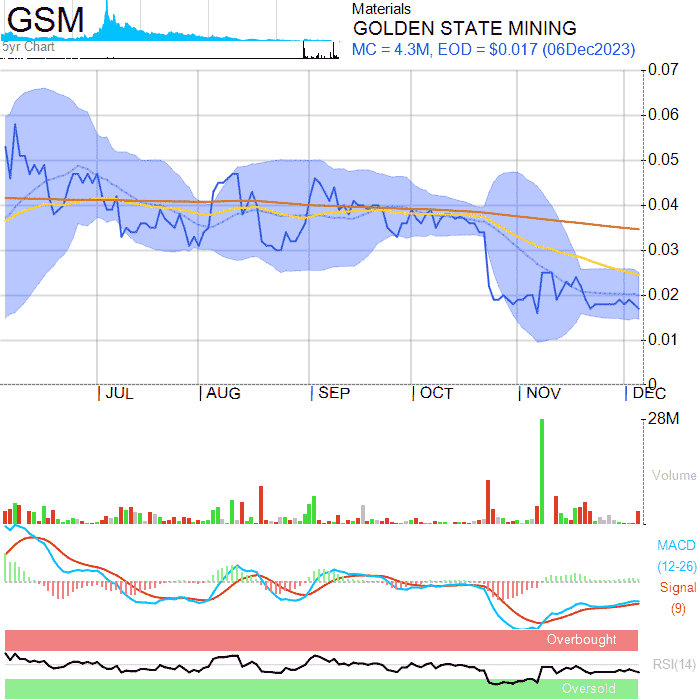 GSM
5yr Chart
Materials
GOLDEN STATE MINING
MC = 4.3M, EOD = $0.017 (06Dec2023)
0.07
0.06
0.05
0.04
0.03
0.02
0.01
0
JUL AUG SEP OCT NOV DEC
28M
Volume
MACD
(12-26)
Signal
(9)
Overbought
RSI(14)
Oversold